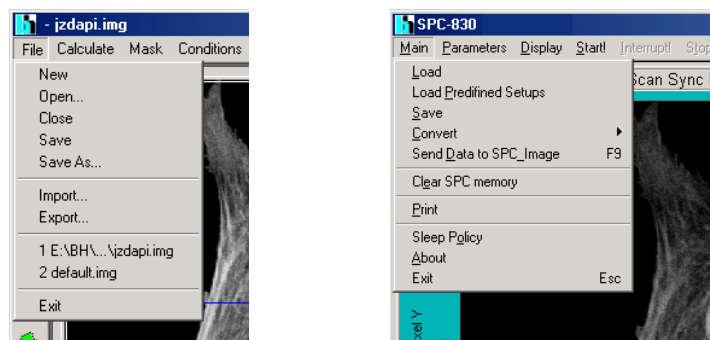 - jzdapi.img
File Calculate Mask Conditions
New
Open...
Close
Save
Save As...
Import...
Export...
1 E:\BH\...\jzdapi.img
2 default.img
Exit
SPC-830
Main Parameters Display Start! Interrupt! Stop
Scan Sync
Load
Load Predifined Setups
Save
Convert
Send Data to SPC_Image F9
Clear SPC memory
Print
Sleep Policy
About
Exit Esc
xel Y